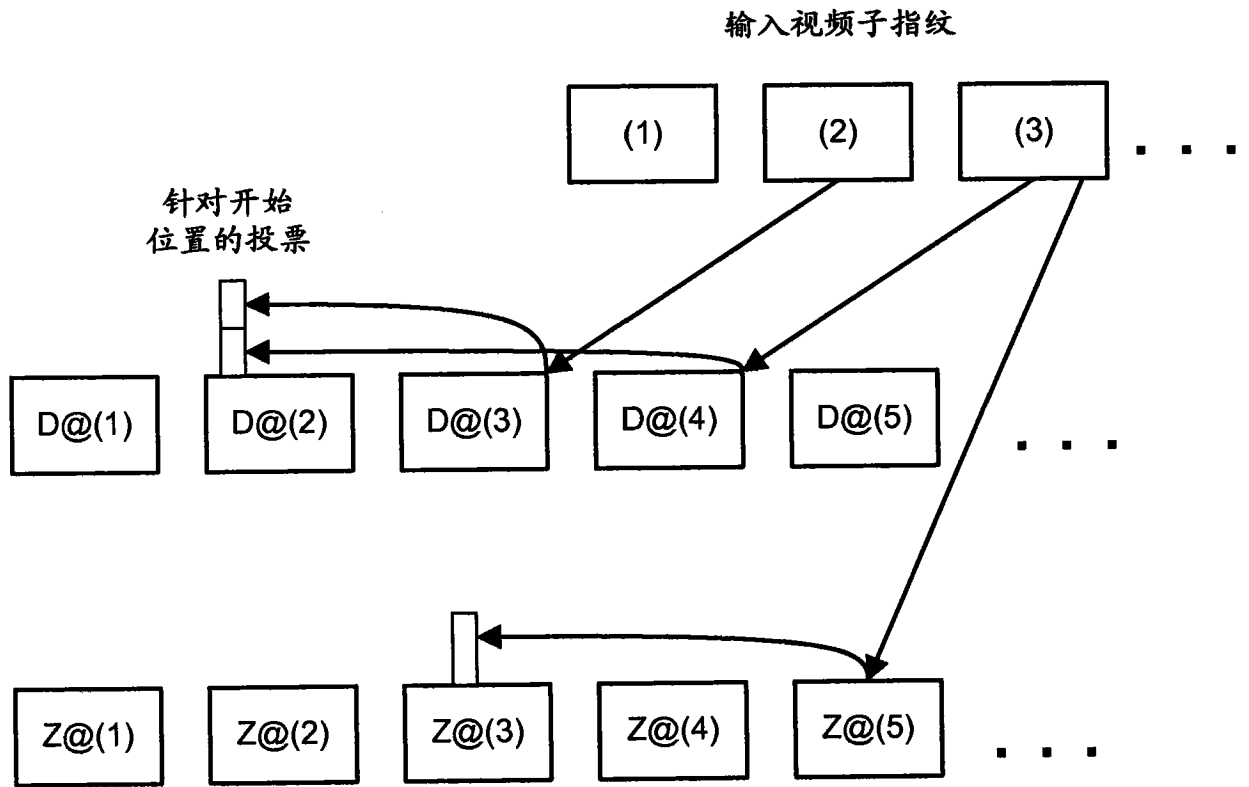 输入视频子指纹
(1) (2) (3) . . .
针对开始
位置的投票
D@(1) D@(2) D@(3) D@(4) D@(5) . . .
Z@(1) Z@(2) Z@(3) Z@(4) Z@(5) . . .